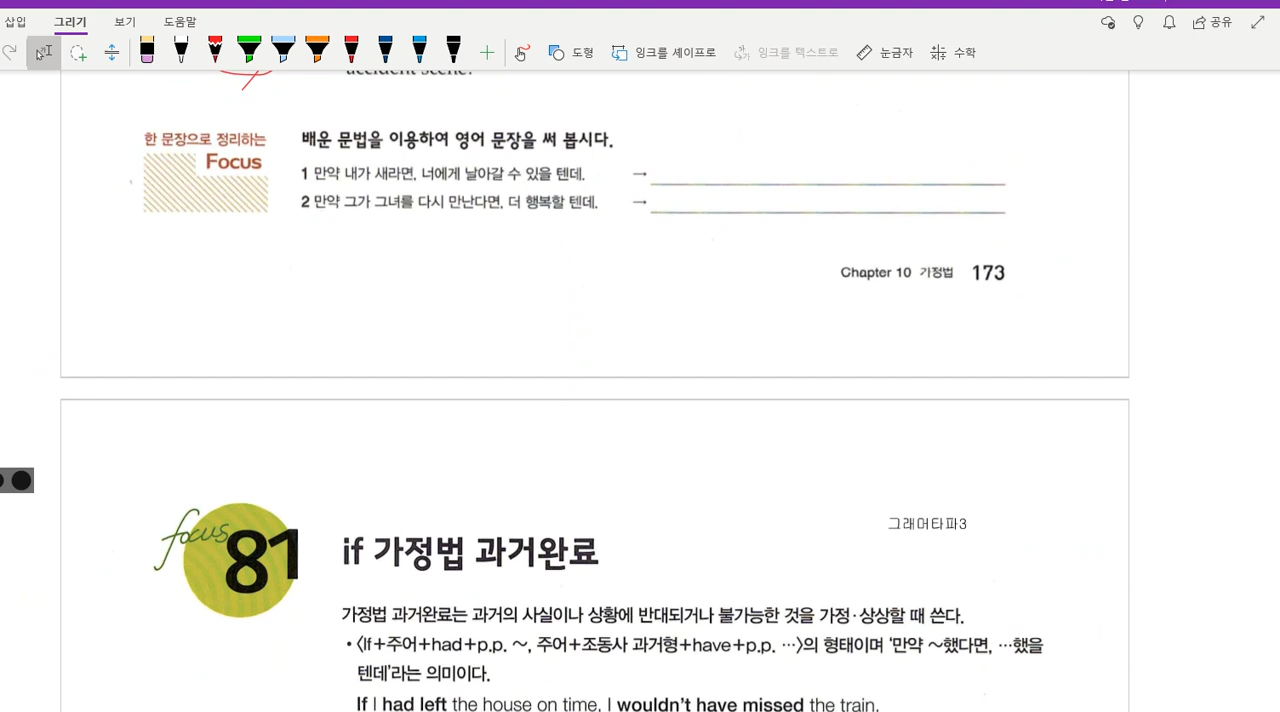 삽입 그리기 보기 도움말
공유
도형 잉크를 셰이프로 잉크를 텍스트로 눈금자 수학
accident scene.
한 문장으로 정리하는
Focus
배운 문법을 이용하여 영어 문장을 써 봅시다.
1 만약 내가 새라면, 너에게 날아갈 수 있을 텐데. →
2 만약 그가 그녀를 다시 만난다면, 더 행복할 텐데. →
Chapter 10 가정법 173
그래머타파3
focus
81
if 가정법 과거완료
가정법 과거완료는 과거의 사실이나 상황에 반대되거나 불가능한 것을 가정·상상할 때 쓴다.
•〈If+주어+had+p.p. ~, 주어+조동사 과거형+have+p.p. …〉의 형태이며 ‘만약 ~했다면, …했을
텐데’라는 의미이다.
If I had left the house on time, I wouldn’t have missed the train.